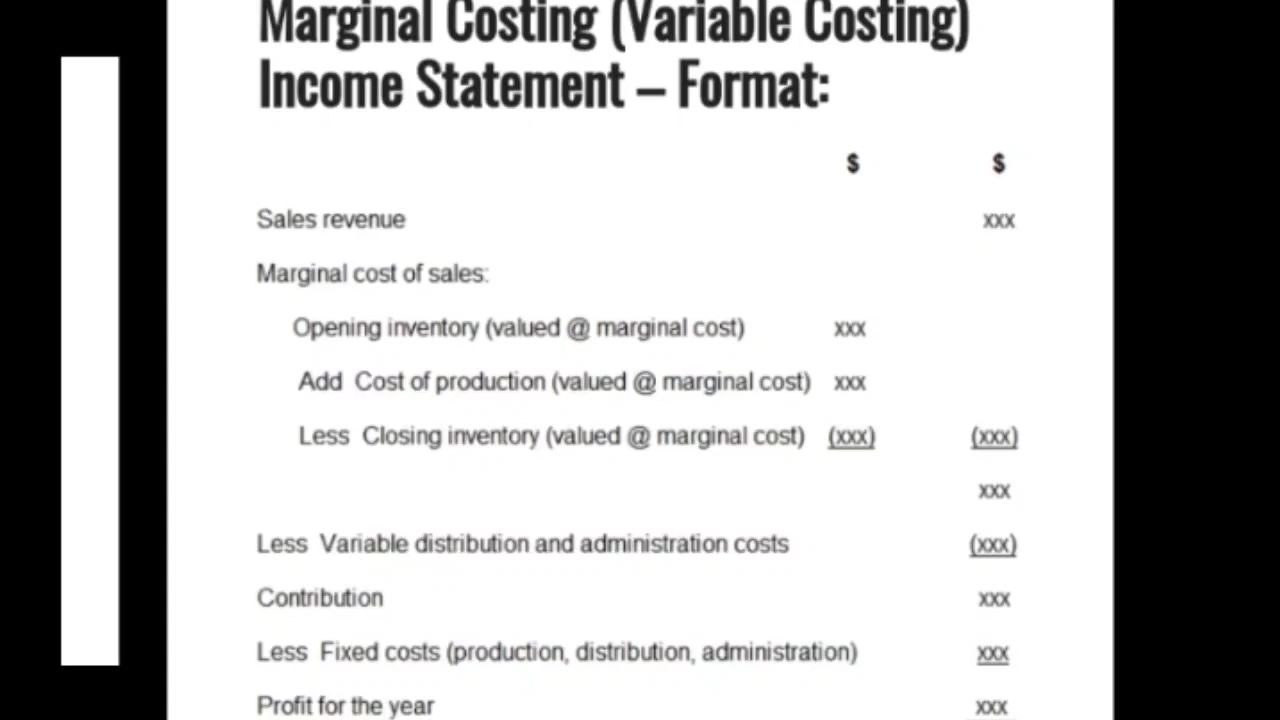 Marginal Costing (Variable Costing)
Income Statement – Format:
$ $
Sales revenue xxx
Marginal cost of sales:
Opening inventory (valued @ marginal cost) xxx
Add Cost of production (valued @ marginal cost) xxx
Less Closing inventory (valued @ marginal cost) (xxx) (xxx)
xxx
Less Variable distribution and administration costs (xxx)
Contribution xxx
Less Fixed costs (production, distribution, administration) xxx
Profit for the year xxx